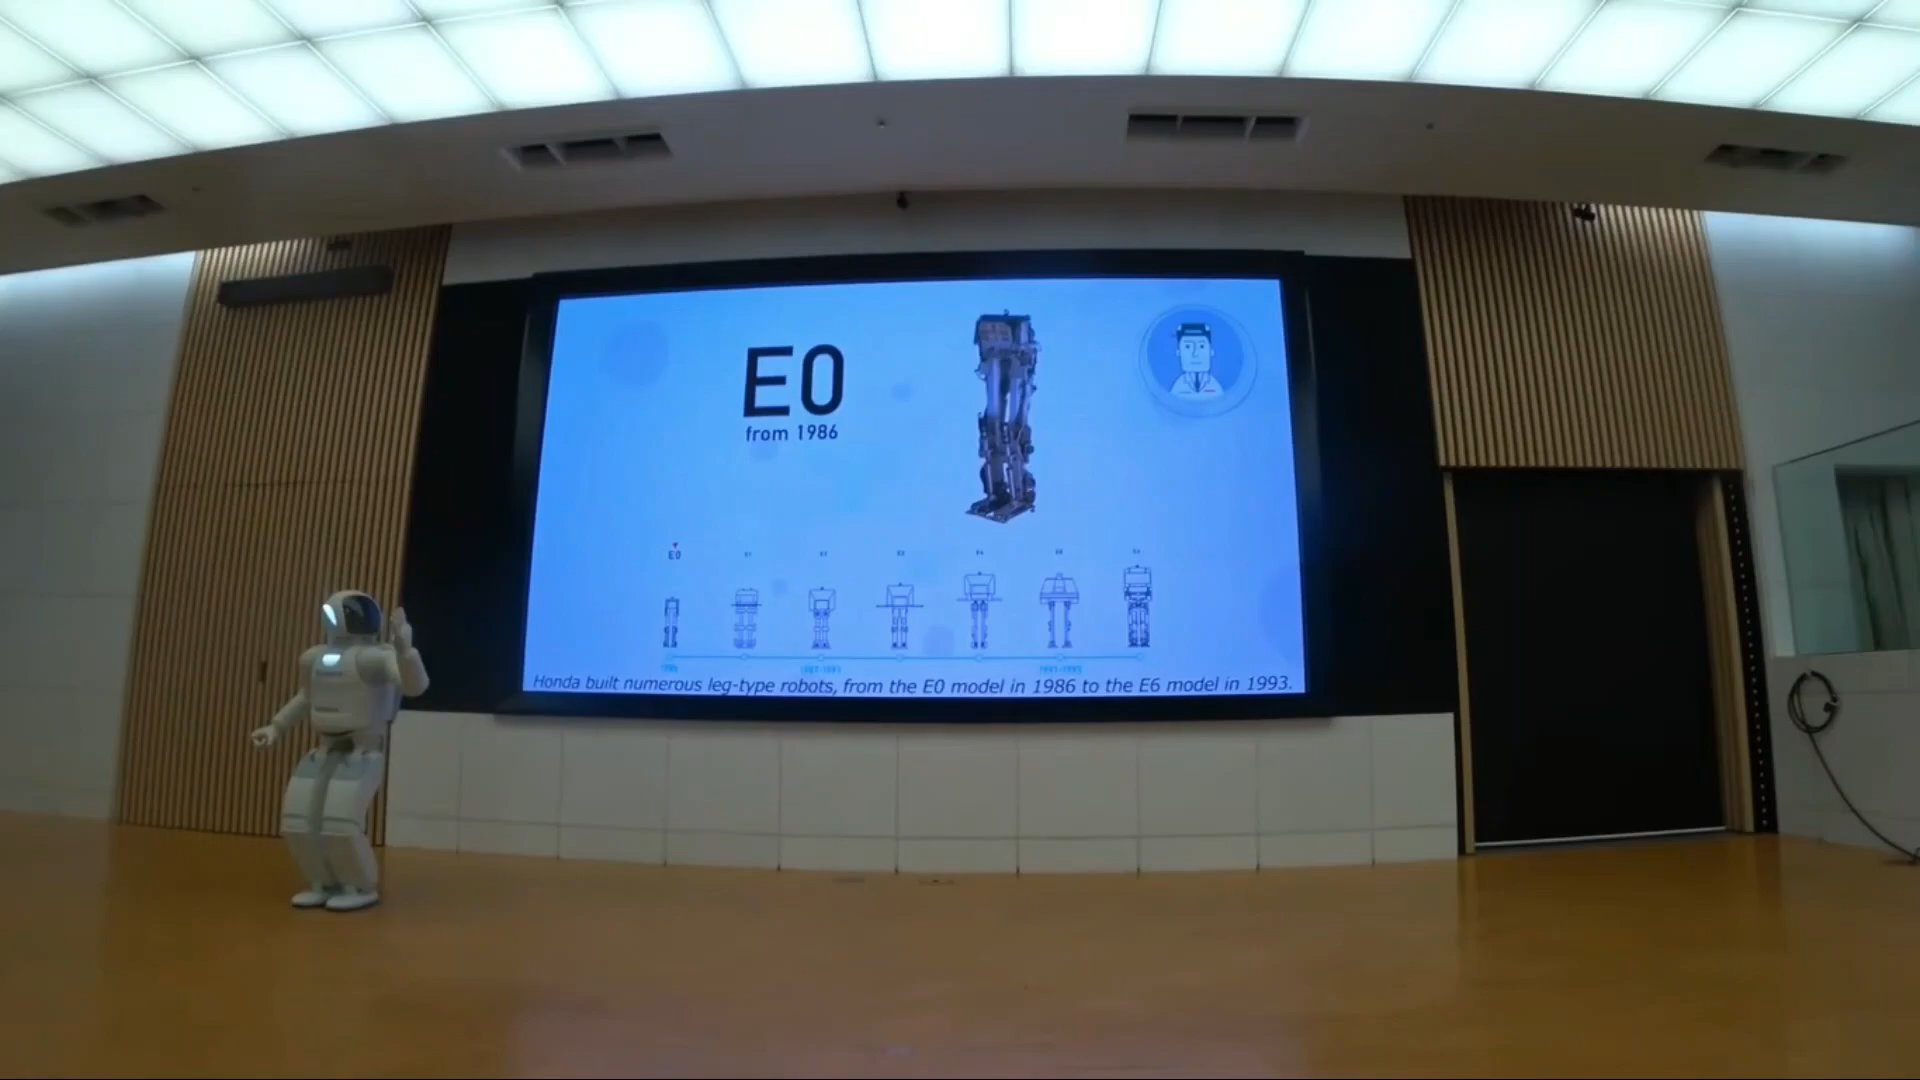 E0
from 1986
E0
Honda built numerous leg-type robots, from the E0 model in 1986 to the E6 model in 1993.